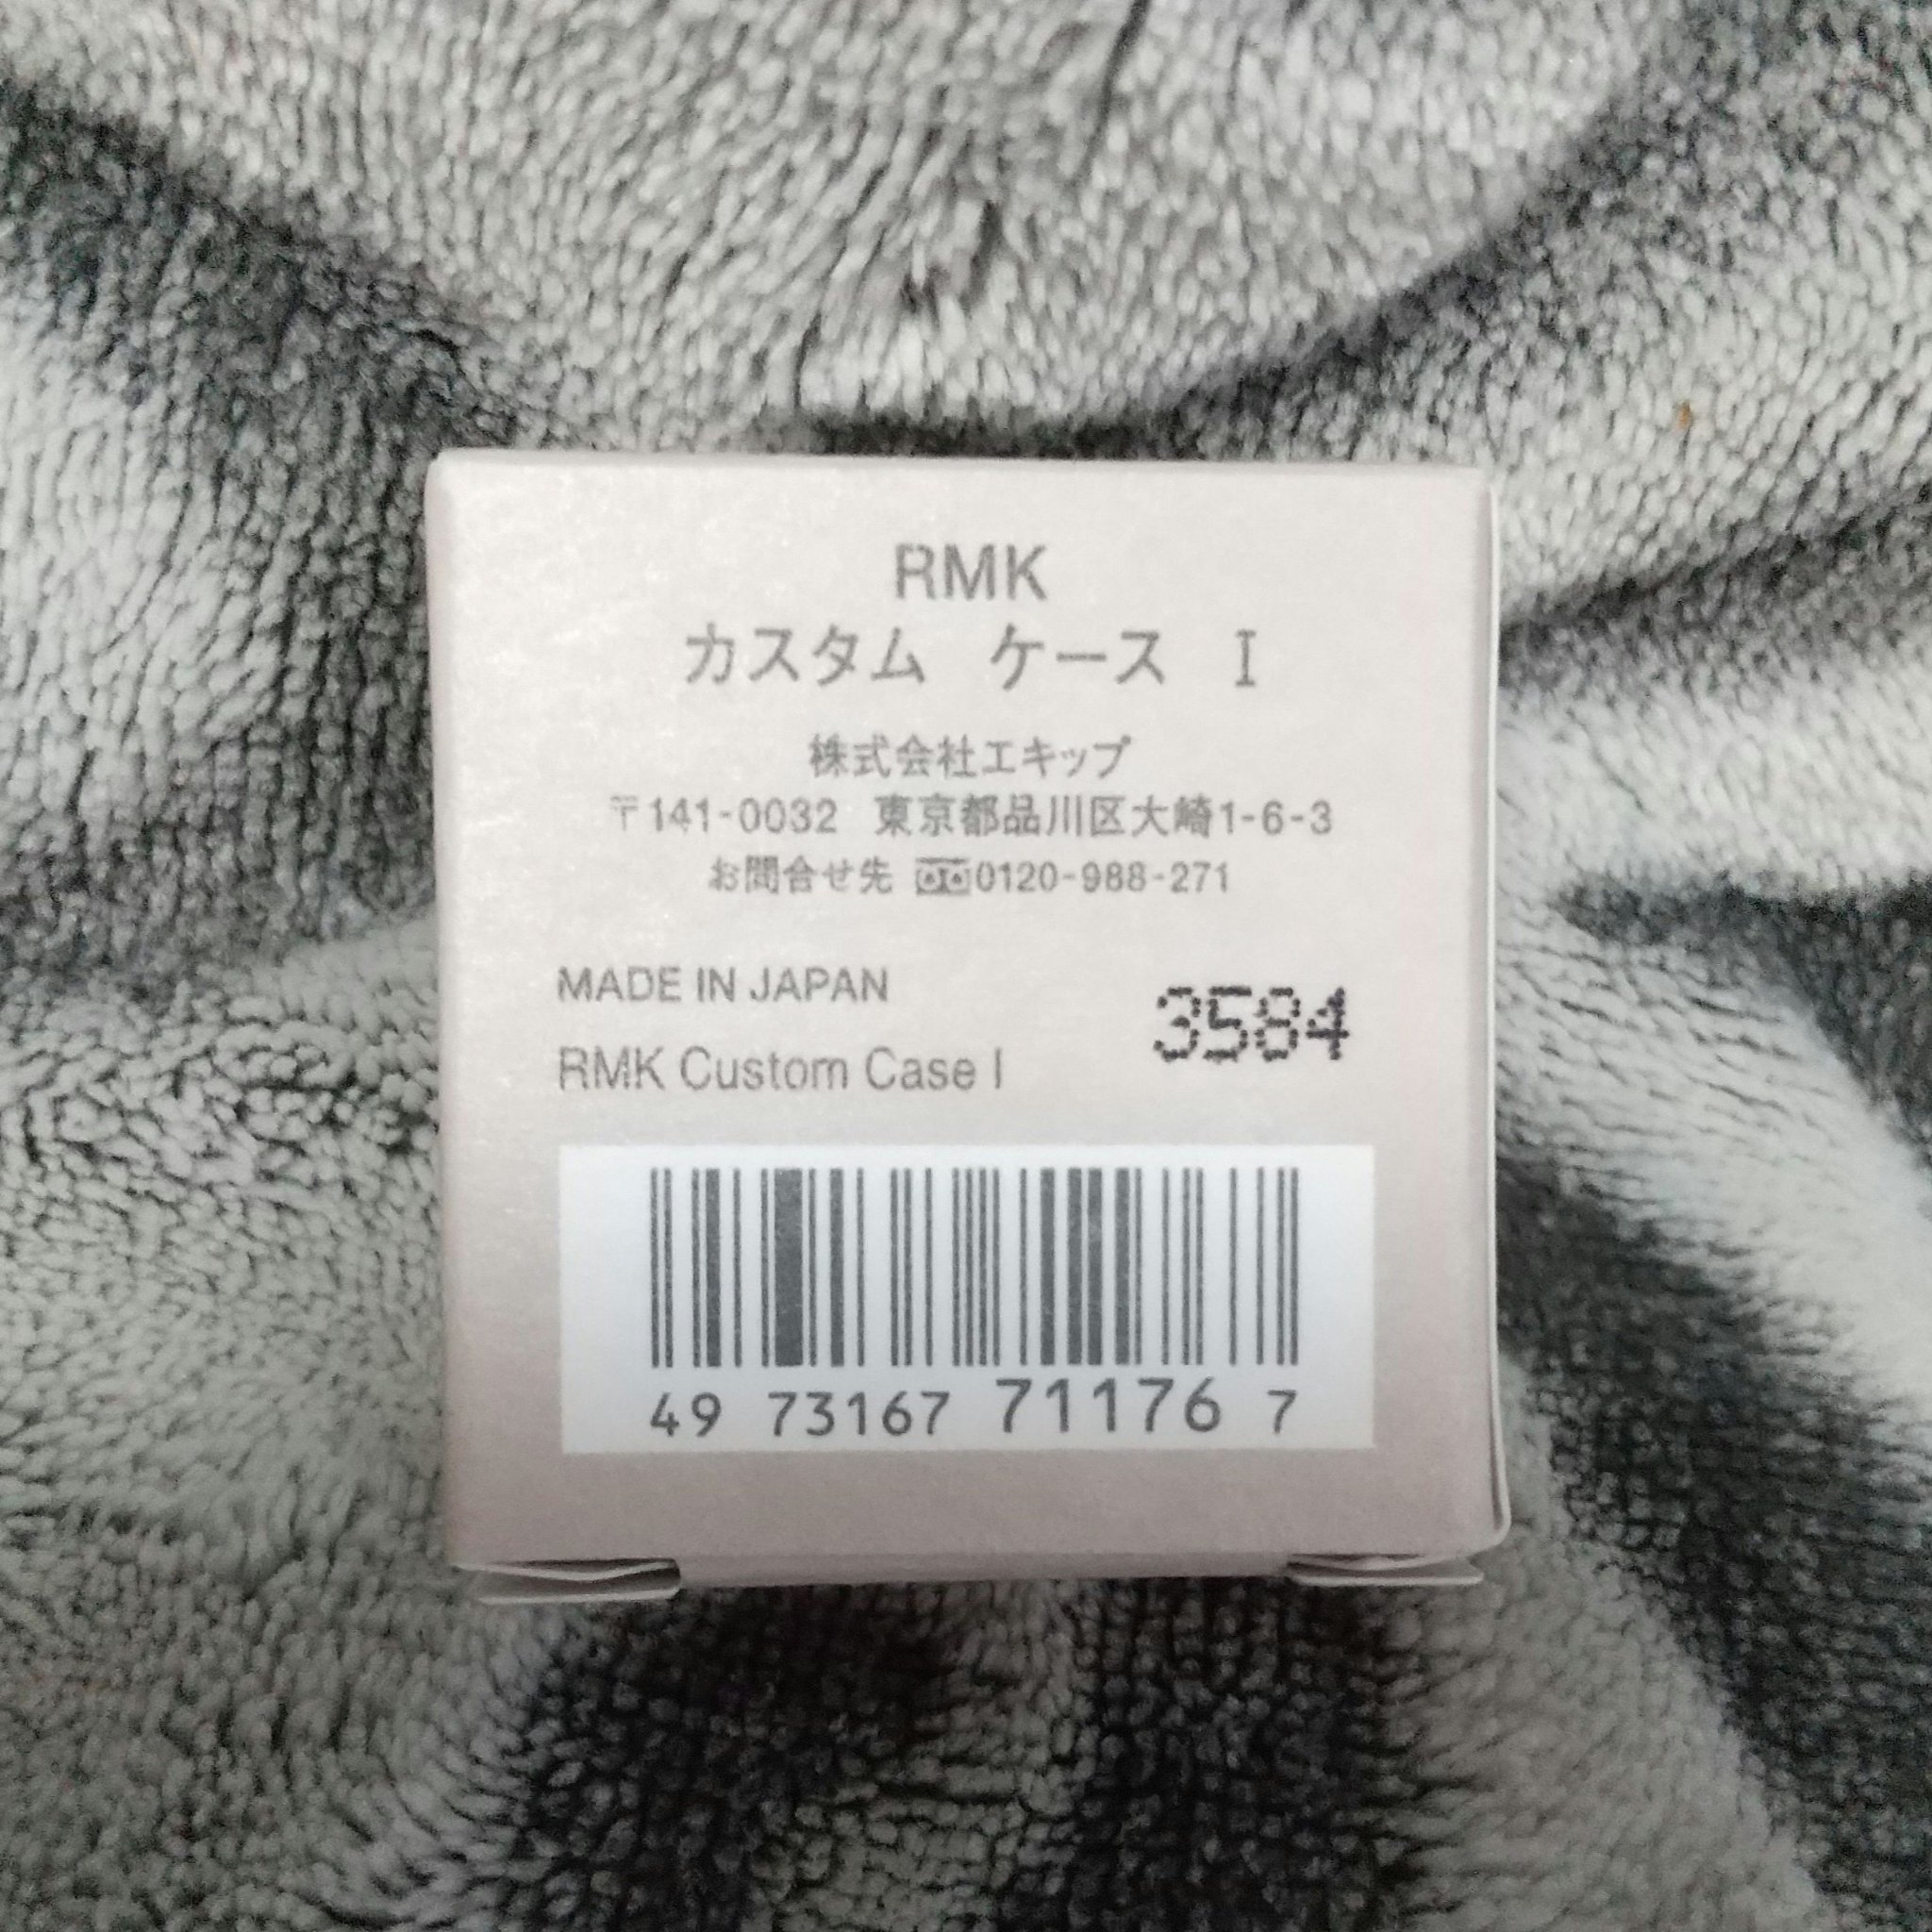 RMK
カスタム ケース I
株式会社エキップ
〒141-0032 東京都品川区大崎1-6-3
お問合せ先 0120-988-271
MADE IN JAPAN
3584
RMK Custom Case I
49 73167 71176 7